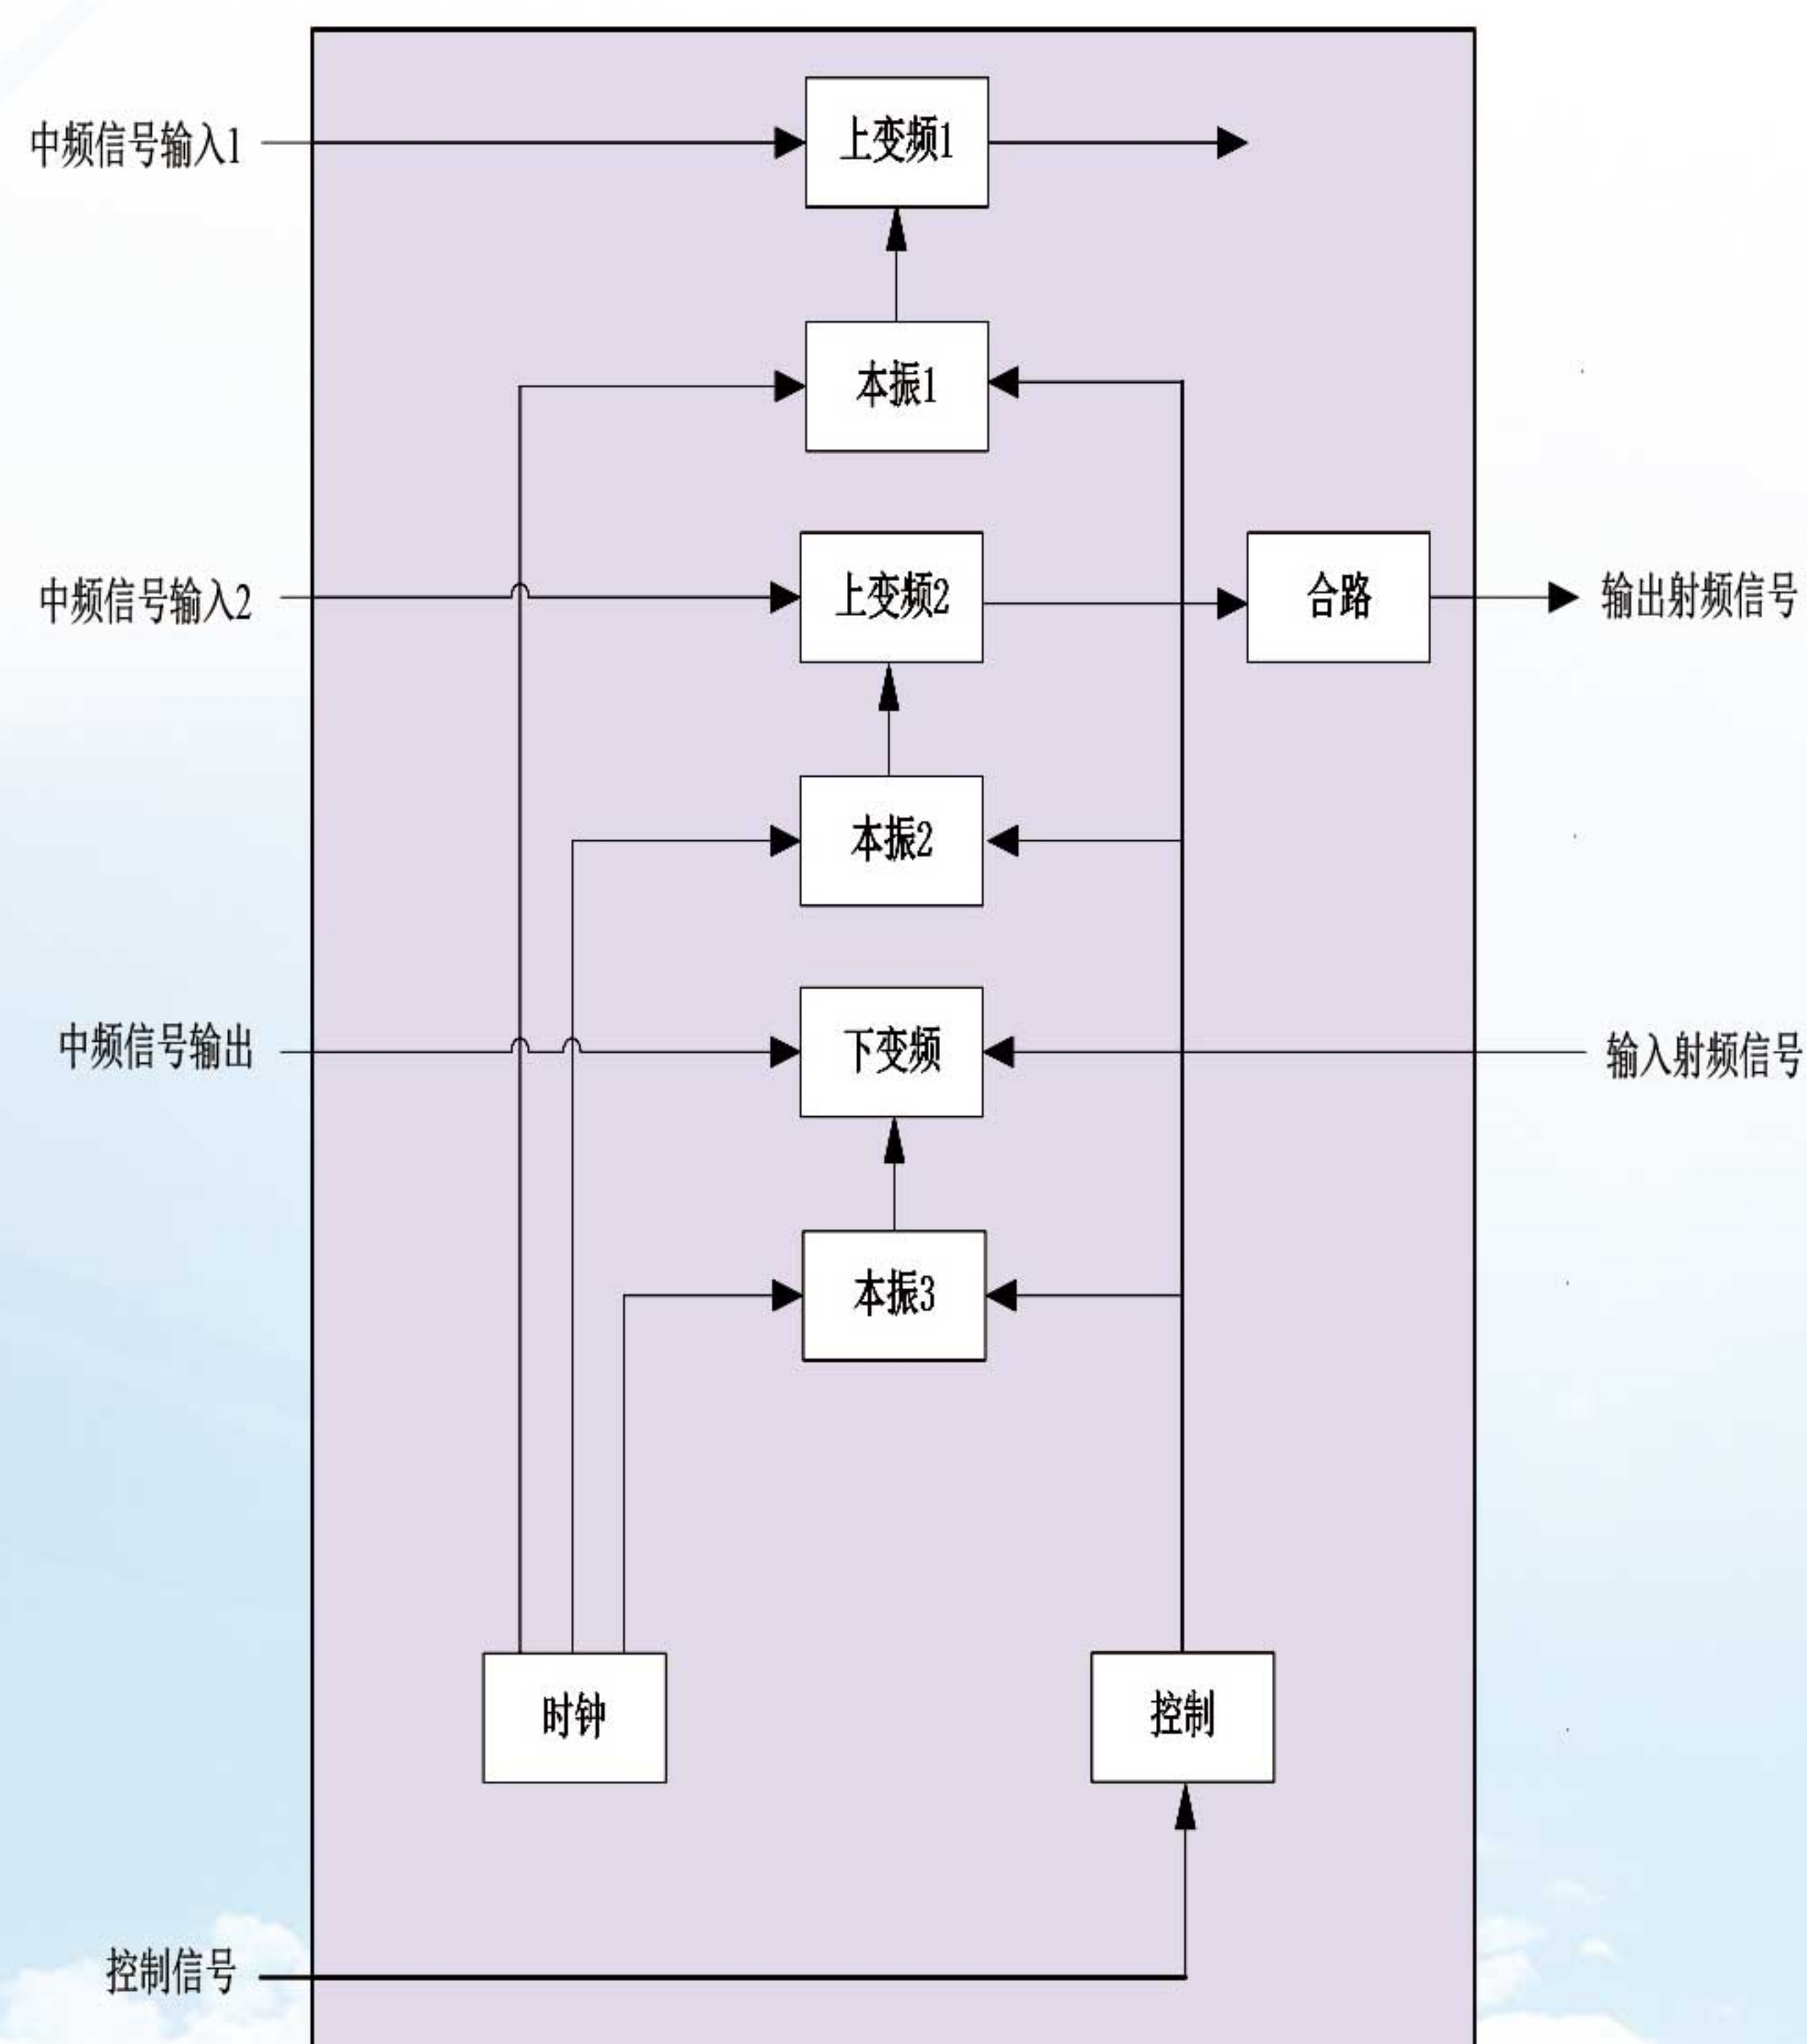 中频信号输入1
上变频1
本振1
中频信号输入2
上变频2
合路
输出射频信号
本振2
中频信号输出
下变频
输入射频信号
本振3
时钟
控制
控制信号